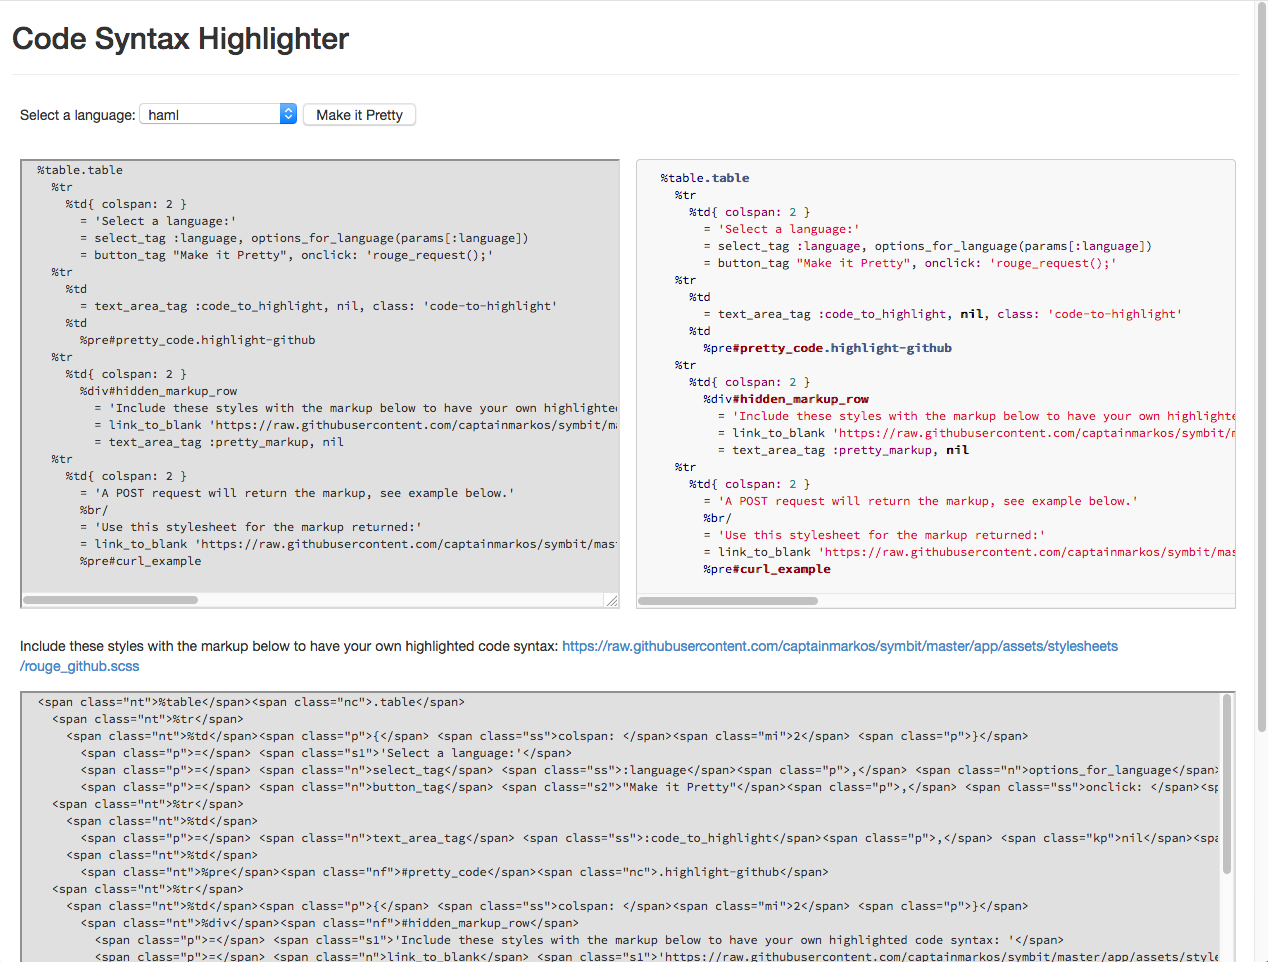 Code Syntax Highlighter
Select a language: haml Make it Pretty
%table.table
%tr
%td{ colspan: 2 }
= 'Select a language:'
= select_tag :language, options_for_language(params[:language])
= button_tag "Make it Pretty", onclick: 'rouge_request();'
%tr
%td
= text_area_tag :code_to_highlight, nil, class: 'code-to-highlight'
%td
%pre#pretty_code.highlight-github
%tr
%td{ colspan: 2 }
%div#hidden_markup_row
= 'Include these styles with the markup below to have your own highlighted
= link_to_blank 'https://raw.githubusercontent.com/captainmarkos/symbit/ma
= text_area_tag :pretty_markup, nil
%tr
%td{ colspan: 2 }
= 'A POST request will return the markup, see example below.'
%br/
= 'Use this stylesheet for the markup returned:'
= link_to_blank 'https://raw.githubusercontent.com/captainmarkos/symbit/mas
%pre#curl_example
%table.table
%tr
%td{ colspan: 2 }
= 'Select a language:'
= select_tag :language, options_for_language(params[:language])
= button_tag "Make it Pretty", onclick: 'rouge_request();'
%tr
%td
= text_area_tag :code_to_highlight, nil, class: 'code-to-highlight'
%td
%pre#pretty_code.highlight-github
%tr
%td{ colspan: 2 }
%div#hidden_markup_row
= 'Include these styles with the markup below to have your own highlighte
= link_to_blank 'https://raw.githubusercontent.com/captainmarkos/symbit/m
= text_area_tag :pretty_markup, nil
%tr
%td{ colspan: 2 }
= 'A POST request will return the markup, see example below.'
%br/
= 'Use this stylesheet for the markup returned:'
= link_to_blank 'https://raw.githubusercontent.com/captainmarkos/symbit/mas
%pre#curl_example
Include these styles with the markup below to have your own highlighted code syntax: https://raw.githubusercontent.com/captainmarkos/symbit/master/app/assets/stylesheets
/rouge_github.scss
<span class="nt">%table</span><span class="nc">.table</span>
<span class="nt">%tr</span>
<span class="nt">%td</span><span class="p">{</span> <span class="ss">colspan: </span><span class="mi">2</span> <span class="p">}</span>
<span class="p">=</span> <span class="s1">'Select a language:'</span>
<span class="p">=</span> <span class="n">select_tag</span> <span class="ss">:language</span><span class="p">,</span> <span class="n">options_for_language</span>
<span class="p">=</span> <span class="n">button_tag</span> <span class="s2">"Make it Pretty"</span><span class="p">,</span> <span class="ss">onclick: </span><sp
<span class="nt">%tr</span>
<span class="nt">%td</span>
<span class="p">=</span> <span class="n">text_area_tag</span> <span class="ss">:code_to_highlight</span><span class="p">,</span> <span class="kp">nil</span><spa
<span class="nt">%td</span>
<span class="nt">%pre</span><span class="nf">#pretty_code</span><span class="nc">.highlight-github</span>
<span class="nt">%tr</span>
<span class="nt">%td</span><span class="p">{</span> <span class="ss">colspan: </span><span class="mi">2</span> <span class="p">}</span>
<span class="nt">%div</span><span class="nf">#hidden_markup_row</span>
<span class="p">=</span> <span class="s1">'Include these styles with the markup below to have your own highlighted code syntax: '</span>
<span class="p">=</span> <span class="n">link_to_blank</span> <span class="s1">'https://raw.githubusercontent.com/captainmarkos/symbit/master/app/assets/style